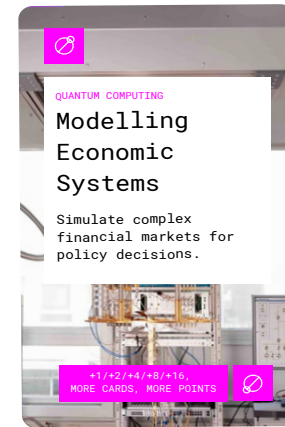 QUANTUM COMPUTING
Modelling
Economic
Systems
Simulate complex
financial markets for
policy decisions.
+1/+2/+4/+8/+16,
MORE CARDS, MORE POINTS